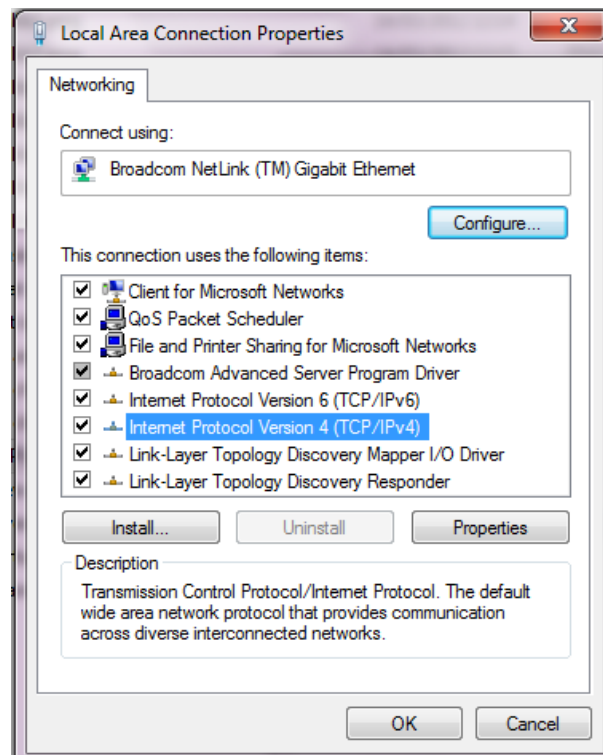 Local Area Connection Properties
Networking
Connect using:
Broadcom NetLink (TM) Gigabit Ethernet
Configure...
This connection uses the following items:
Client for Microsoft Networks
QoS Packet Scheduler
File and Printer Sharing for Microsoft Networks
Broadcom Advanced Server Program Driver
Internet Protocol Version 6 (TCP/IPv6)
Internet Protocol Version 4 (TCP/IPv4)
Link-Layer Topology Discovery Mapper I/O Driver
Link-Layer Topology Discovery Responder
Install... Uninstall Properties
Description
Transmission Control Protocol/Internet Protocol. The default
wide area network protocol that provides communication
across diverse interconnected networks.
OK Cancel